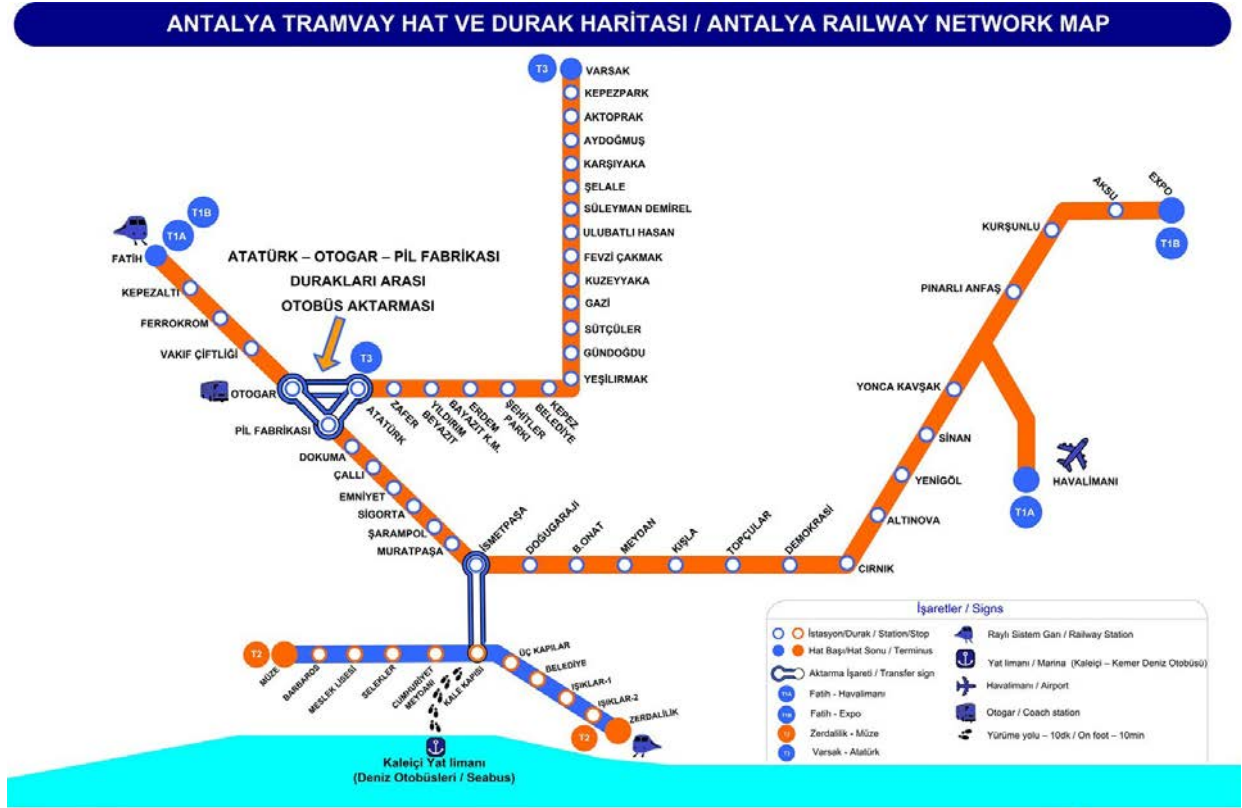 ANTALYA TRAMVAY HAT VE DURAK HARİTASI / ANTALYA RAILWAY NETWORK MAP
T3
VARSAK
KEPEZPARK
AKTOPRAK
AYDOĞMUŞ
KARŞIYAKA
ŞELALE
SÜLEYMAN DEMİREL
ULUBATLI HASAN
FEVZİ ÇAKMAK
KUZEYYAKA
GAZİ
SÜTÇÜLER
GÜNDOĞDU
YEŞİLIRMAK
T1B
T1A
FATİH
KEPEZALTI
FERROKROM
VAKIF ÇİFTLİĞİ
OTOGAR
PİL FABRİKASI
ATATÜRK – OTOGAR – PİL FABRİKASI
DURAKLARI ARASI
OTOBÜS AKTARMASI
T3
ATATÜRK
ZAFER
YILDIRIM
BEYAZIT
BAYAZIT K.M.
ERDEM
ŞEHİTLER
PARKI
KEPEZ
BELEDİYE
DOKUMA
ÇALLI
EMNİYET
SİGORTA
ŞARAMPOL
MURATPAŞA
İSMETPAŞA
DOĞUGARAJI
B.ONAT
MEYDAN
KIŞLA
TOPÇULAR
DEMOKRASİ
CIRNIK
ALTINOVA
YENİGÖL
SİNAN
YONCA KAVŞAK
PINARLI ANFAŞ
KURŞUNLU
AKSU
EXPO
T1B
HAVALİMANI
T1A
T2
MÜZE
BARBAROS
MESLEK LİSESİ
SELEKLER
CUMHURİYET
MEYDANI
KALE KAPISI
ÜÇ KAPILAR
BELEDİYE
IŞIKLAR-1
IŞIKLAR-2
ZERDALİLİK
T2
Kaleiçi Yat limanı
(Deniz Otobüsleri / Seabus)
İşaretler / Signs
İstasyon/Durak / Station/Stop
Hat Başı/Hat Sonu / Terminus
Aktarma İşareti / Transfer sign
T1A Fatih - Havalimanı
T1B Fatih - Expo
T2 Zerdalilik - Müze
T3 Varsak - Atatürk
Raylı Sistem Garı / Railway Station
Yat limanı / Marina (Kaleiçi – Kemer Deniz Otobüsü)
Havalimanı / Airport
Otogar / Coach station
Yürüme yolu – 10dk / On foot – 10min